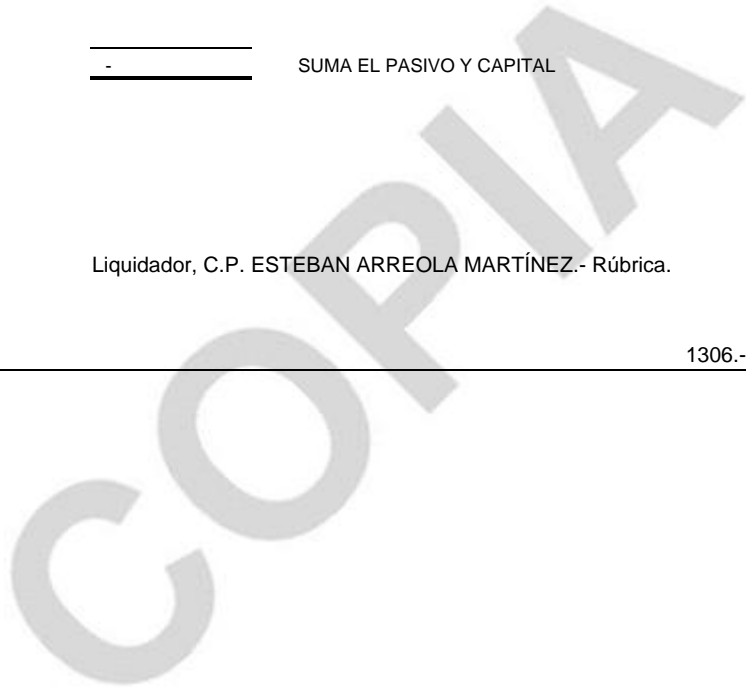 - SUMA EL PASIVO Y CAPITAL
Liquidador, C.P. ESTEBAN ARREOLA MARTÍNEZ.- Rúbrica.
1306.-
COPIA